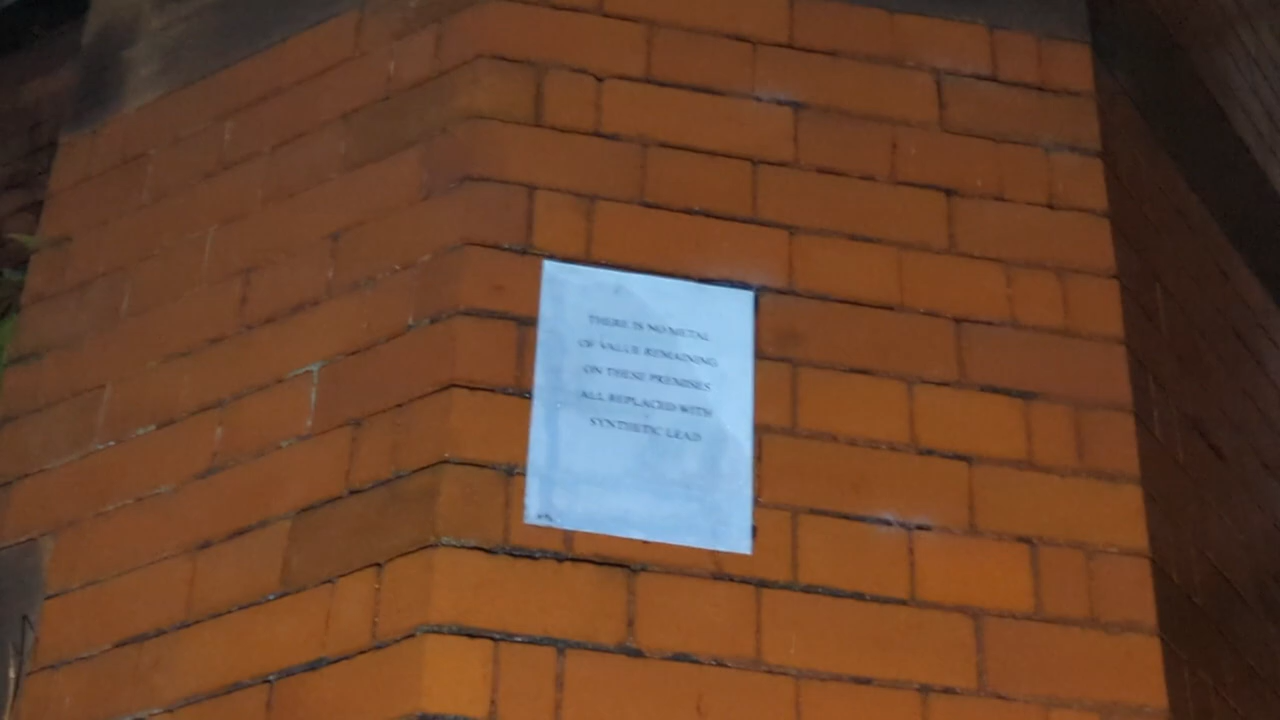 THERE IS NO METAL
OF VALUE REMAINING
ON THESE PREMISES
ALL REPLACED WITH
SYNTHETIC LEAD